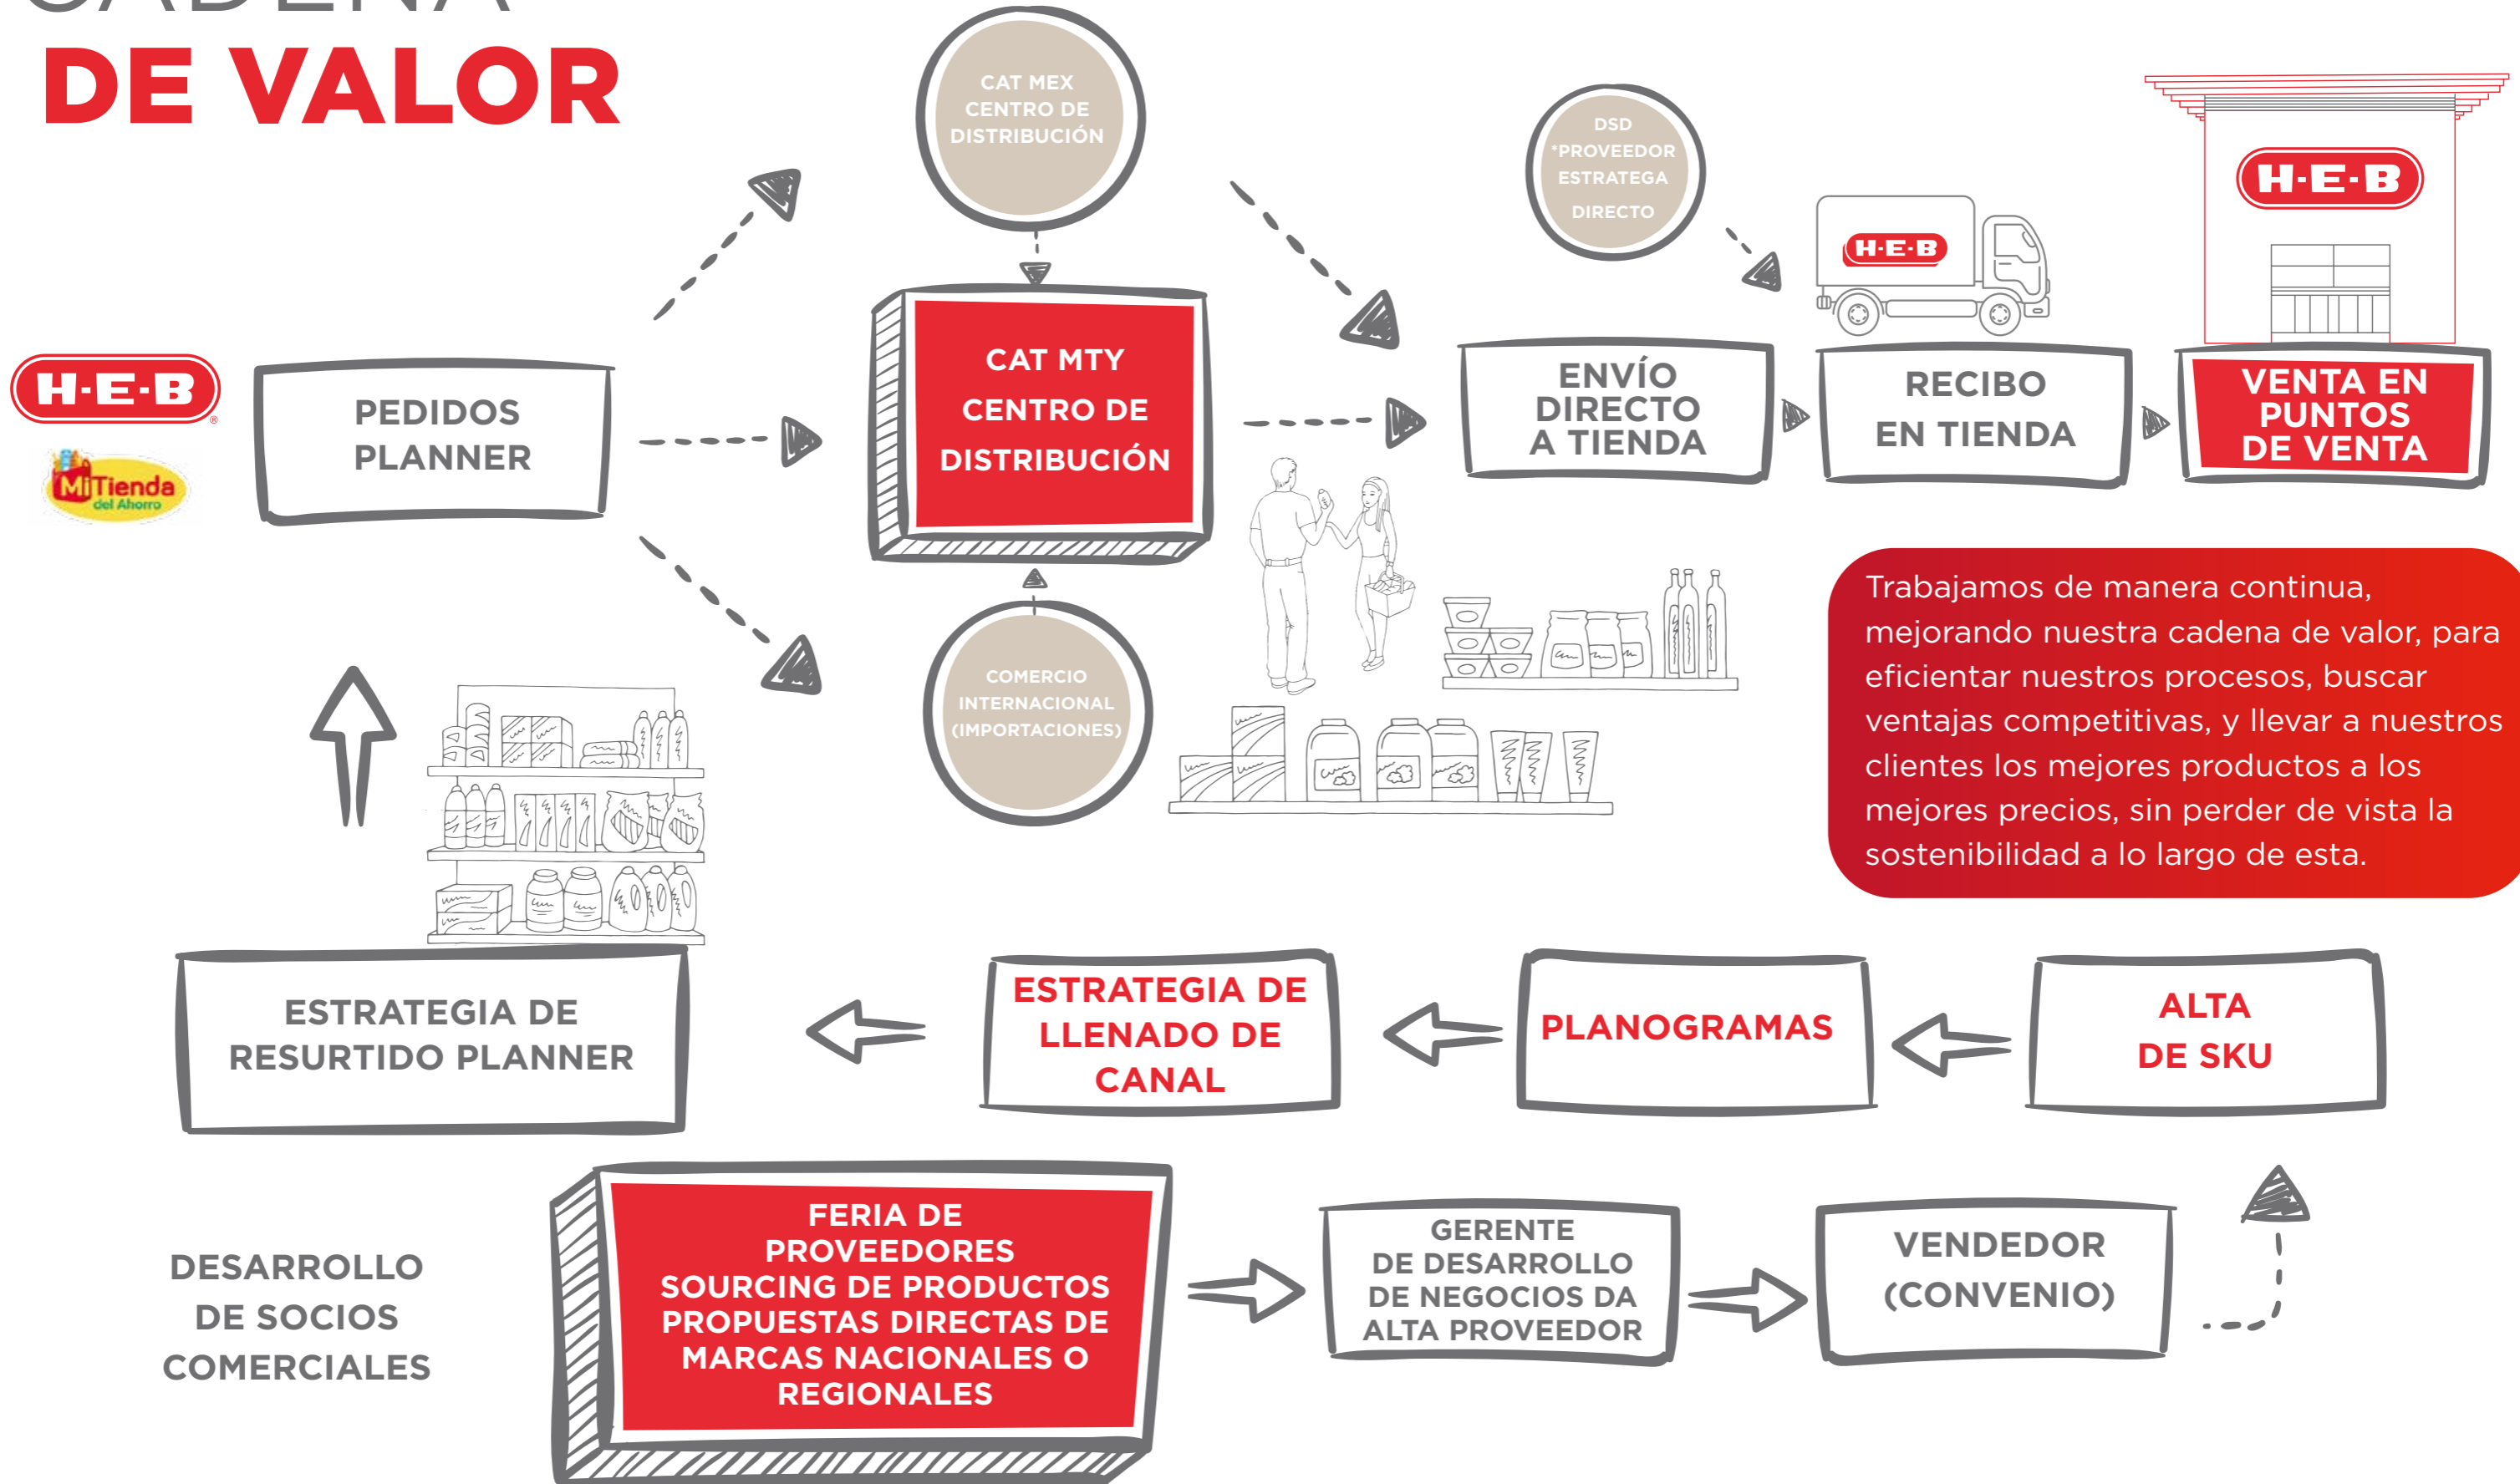 CADENA
DE VALOR
CAT MEX
CENTRO DE
DISTRIBUCIÓN
DSD
*PROVEEDOR
ESTRATEGA
DIRECTO
H-E-B
H-E-B
H-E-B
®
MiTienda
del Ahorro
PEDIDOS
PLANNER
CAT MTY
CENTRO DE
DISTRIBUCIÓN
ENVÍO
DIRECTO
A TIENDA
RECIBO
EN TIENDA
VENTA EN
PUNTOS
DE VENTA
COMERCIO
INTERNACIONAL
(IMPORTACIONES)
Trabajamos de manera continua,
mejorando nuestra cadena de valor, para
eficientar nuestros procesos, buscar
ventajas competitivas, y llevar a nuestros
clientes los mejores productos a los
mejores precios, sin perder de vista la
sostenibilidad a lo largo de esta.
ESTRATEGIA DE
RESURTIDO PLANNER
ESTRATEGIA DE
LLENADO DE
CANAL
PLANOGRAMAS
ALTA
DE SKU
DESARROLLO
DE SOCIOS
COMERCIALES
FERIA DE
PROVEEDORES
SOURCING DE PRODUCTOS
PROPUESTAS DIRECTAS DE
MARCAS NACIONALES O
REGIONALES
GERENTE
DE DESARROLLO
DE NEGOCIOS DA
ALTA PROVEEDOR
VENDEDOR
(CONVENIO)